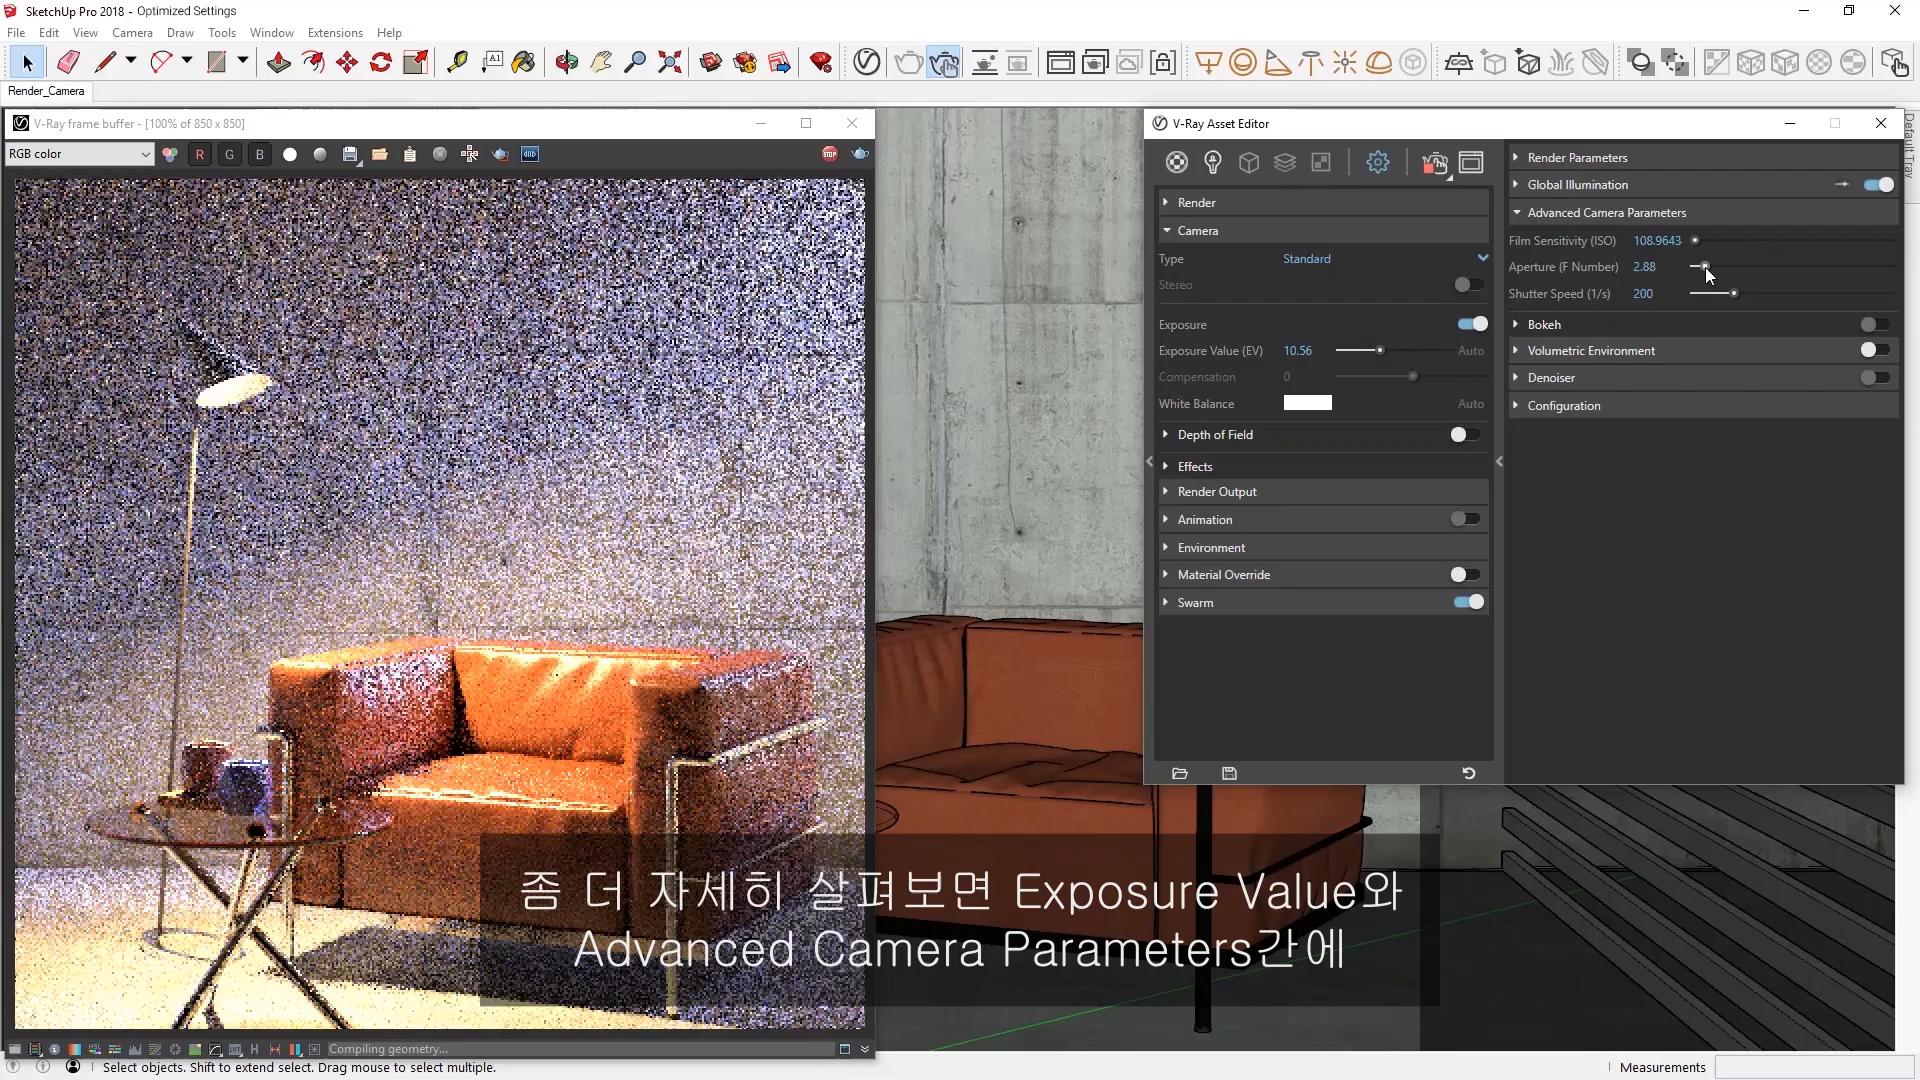 SketchUp Pro 2018 - Optimized Settings
File Edit View Camera Draw Tools Window Extensions Help
A1
Render_Camera
V-Ray frame buffer - [100% of 850 x 850]
RGB color
R G B
STOP
V-Ray Asset Editor
Default Tray
Render
Camera
Type Standard
Stereo
Exposure
Exposure Value (EV) 10.56 Auto
Compensation 0
White Balance Auto
Depth of Field
Effects
Render Output
Animation
Environment
Material Override
Swarm
Render Parameters
Global Illumination
Advanced Camera Parameters
Film Sensitivity (ISO) 108.9643
Aperture (F Number) 2.88
Shutter Speed (1/s) 200
Bokeh
Volumetric Environment
Denoiser
Configuration
좀 더 자세히 살펴보면 Exposure Value와
Advanced Camera Parameters간에
Compiling geometry...
Select objects. Shift to extend select. Drag mouse to select multiple.
Measurements